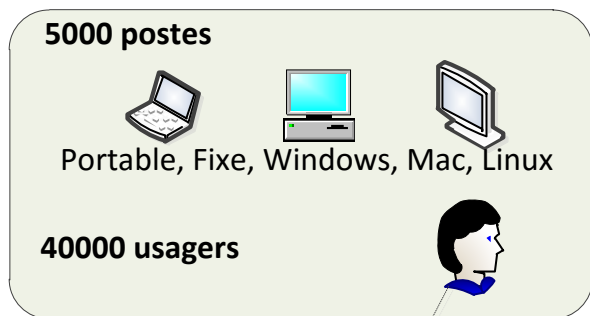 5000 postes
Portable, Fixe, Windows, Mac, Linux
40000 usagers